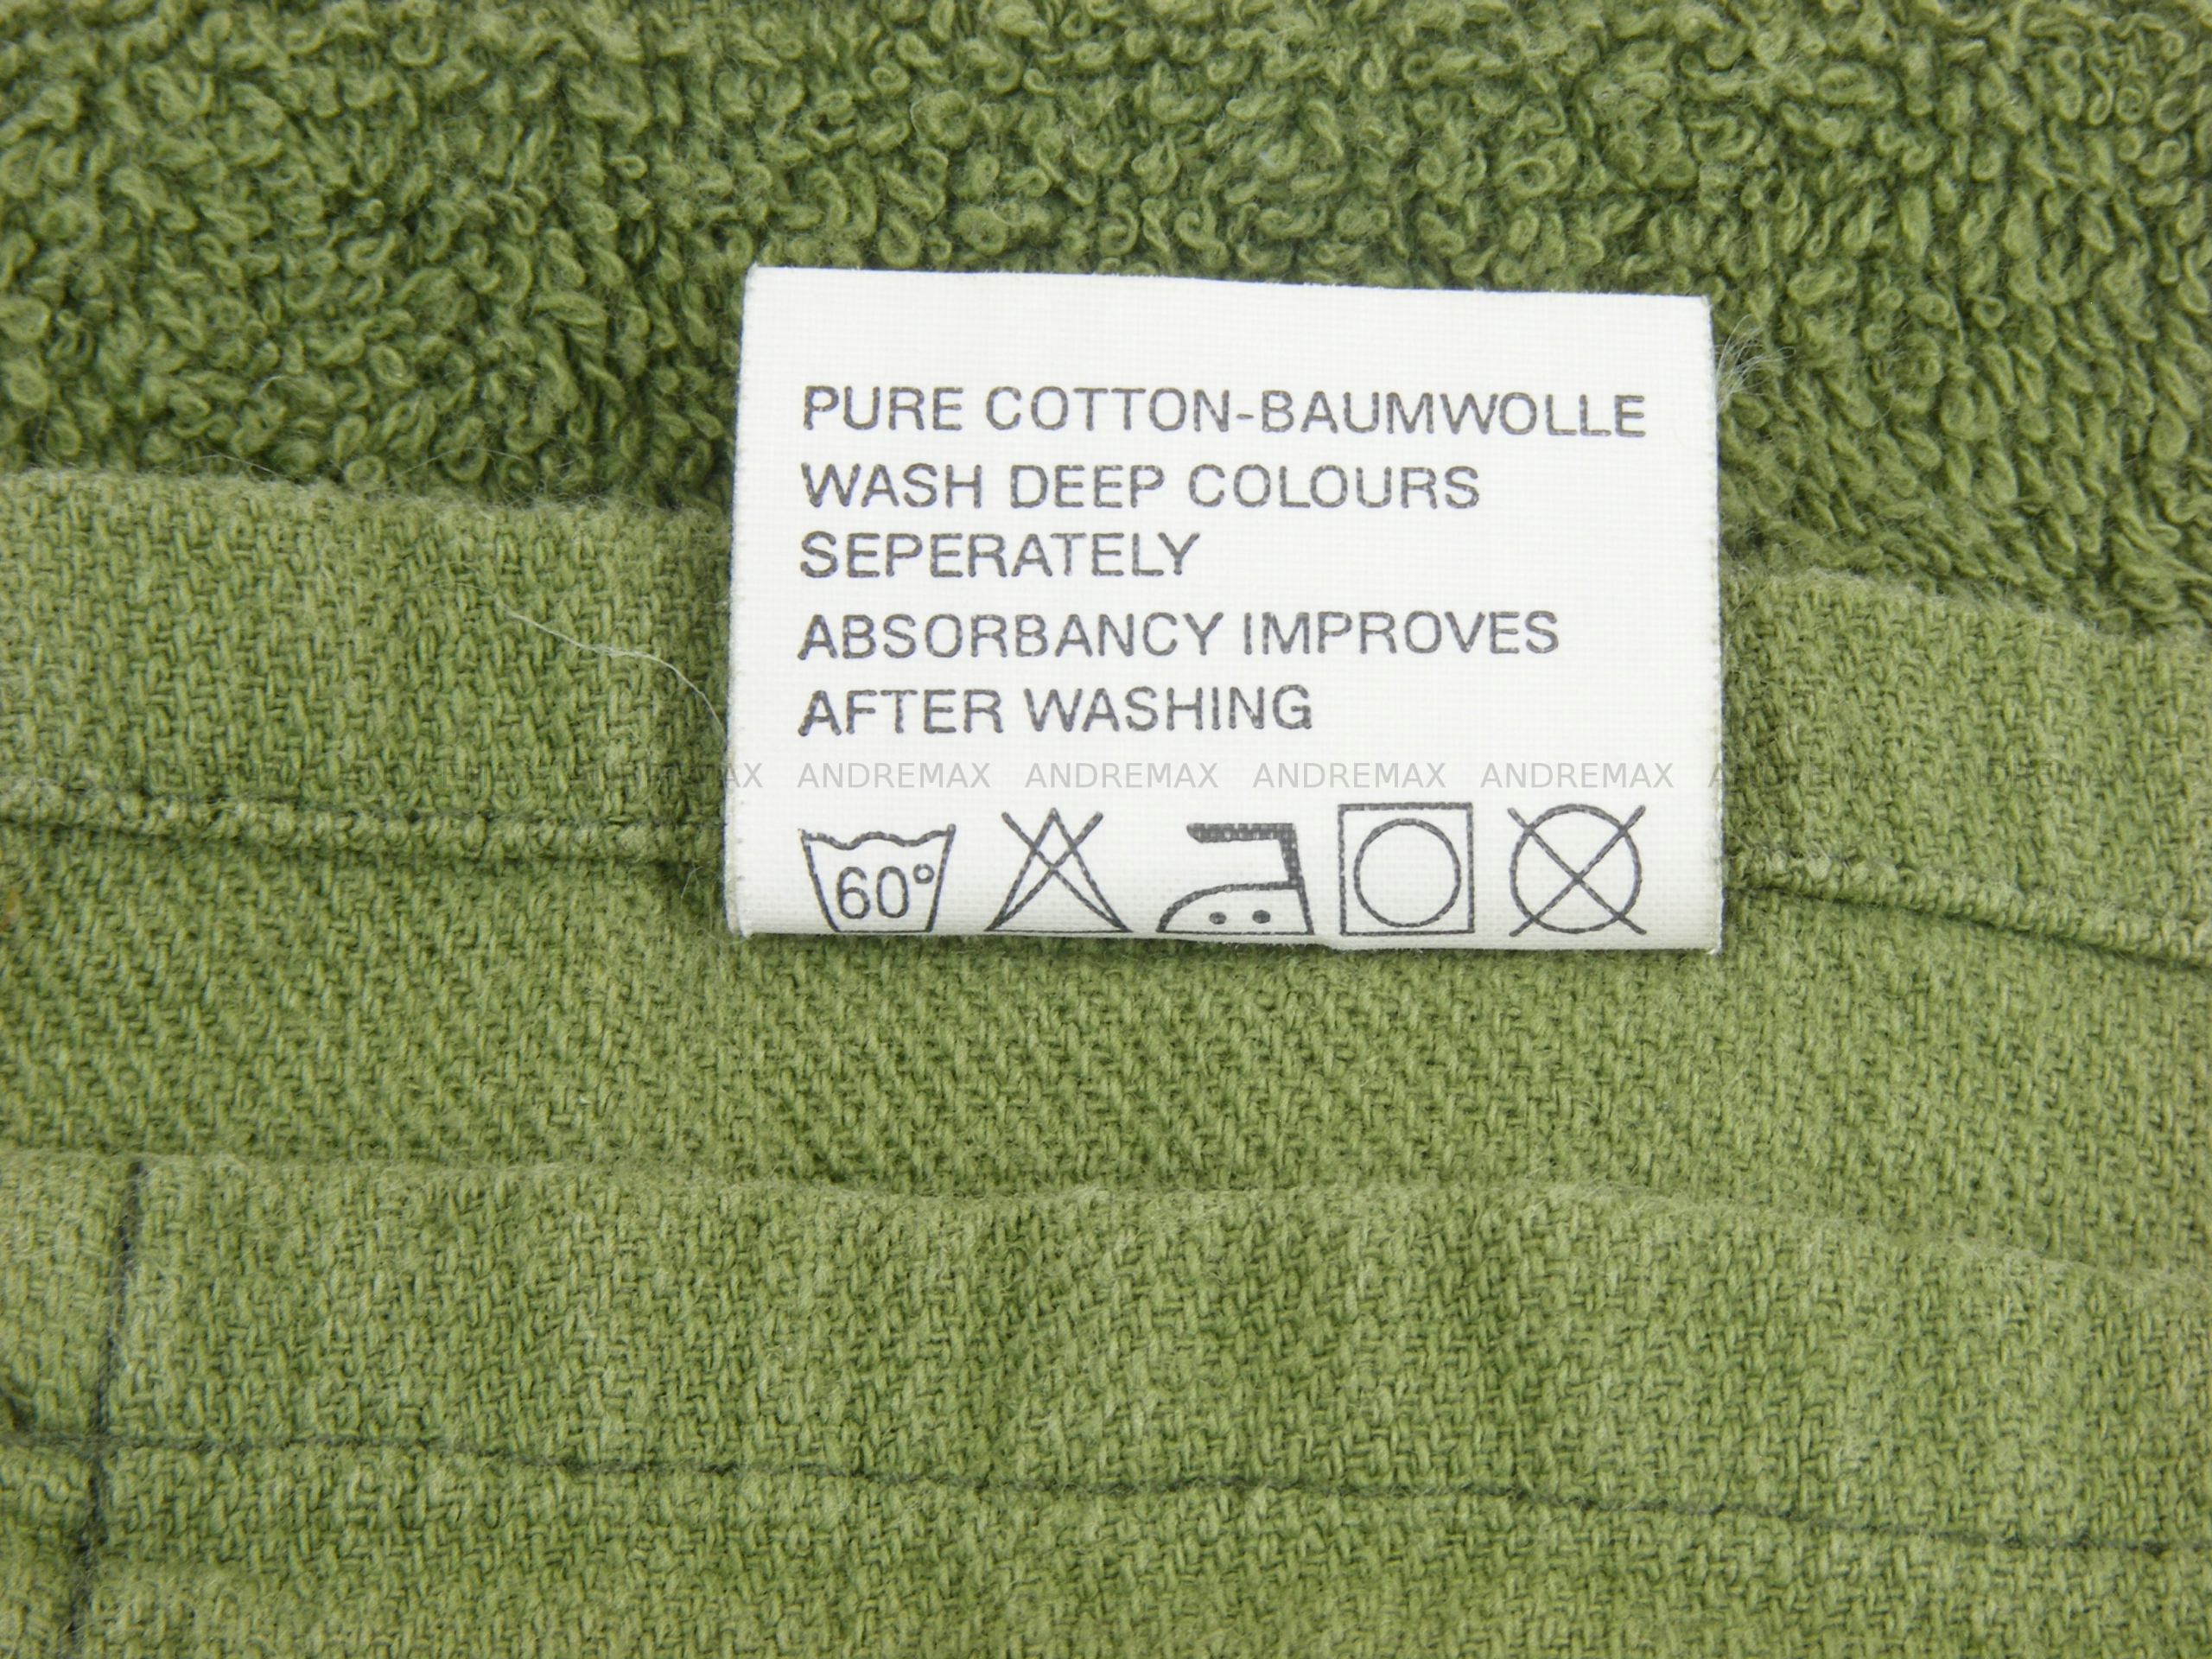 PURE COTTON-BAUMWOLLE
WASH DEEP COLOURS
SEPERATELY
ABSORBANCY IMPROVES
AFTER WASHING
ANDREMAX ANDREMAX ANDREMAX ANDREMAX
60°